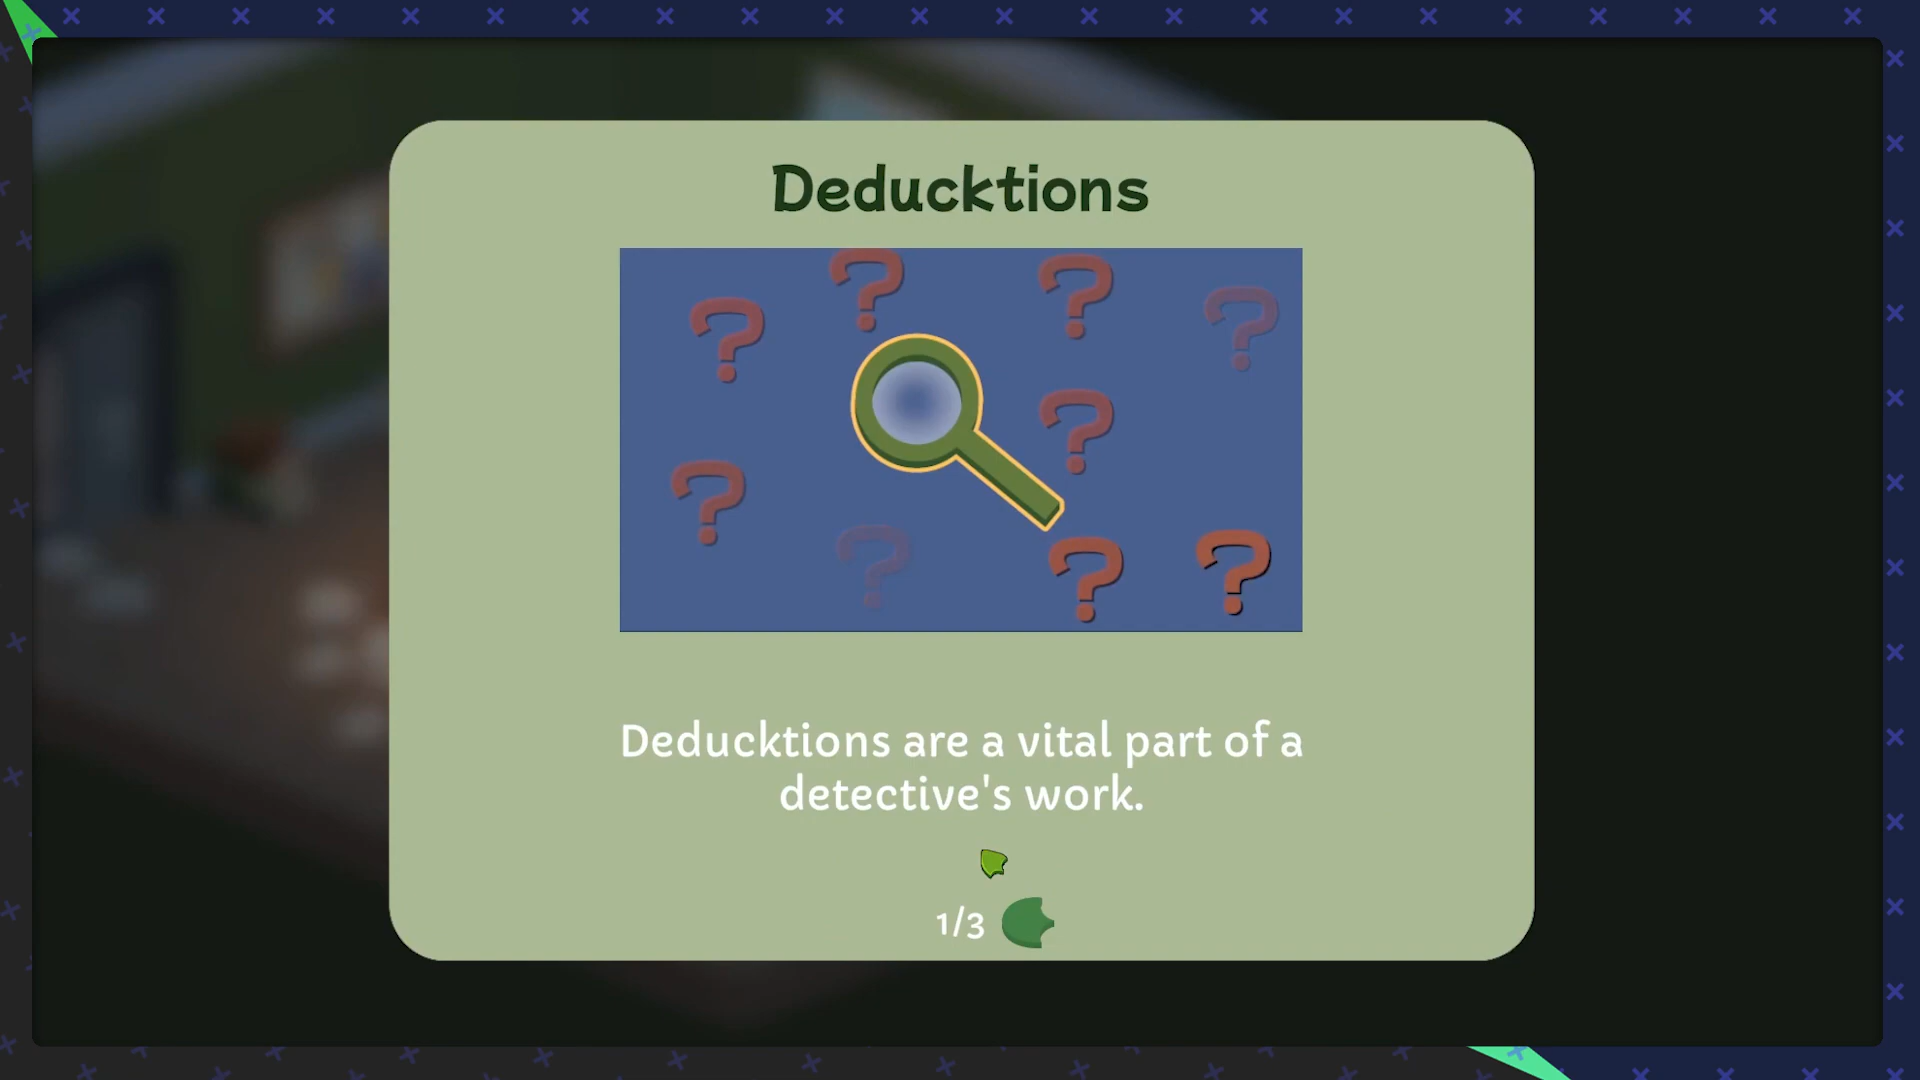 Deducktions
Deducktions are a vital part of a
detective's work.
1/3